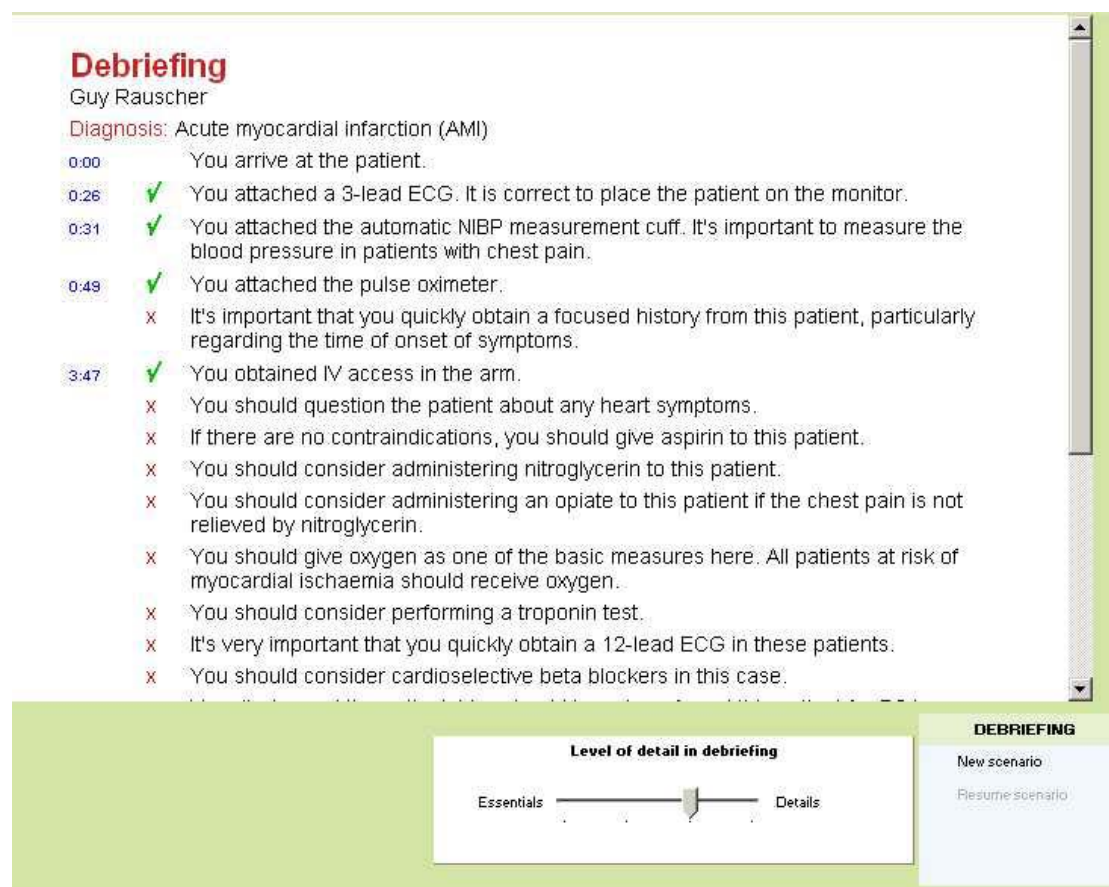 Debriefing
Guy Rauscher
Diagnosis: Acute myocardial infarction (AMI)
0:00 You arrive at the patient.
0:26 √ You attached a 3-lead ECG. It is correct to place the patient on the monitor.
0:31 √ You attached the automatic NIBP measurement cuff. It's important to measure the
blood pressure in patients with chest pain.
0:49 √ You attached the pulse oximeter.
x It's important that you quickly obtain a focused history from this patient, particularly
regarding the time of onset of symptoms.
3:47 √ You obtained IV access in the arm.
x You should question the patient about any heart symptoms.
x If there are no contraindications, you should give aspirin to this patient.
x You should consider administering nitroglycerin to this patient.
x You should consider administering an opiate to this patient if the chest pain is not
relieved by nitroglycerin.
x You should give oxygen as one of the basic measures here. All patients at risk of
myocardial ischaemia should receive oxygen.
x You should consider performing a troponin test.
x It's very important that you quickly obtain a 12-lead ECG in these patients.
x You should consider cardioselective beta blockers in this case.
Level of detail in debriefing
Essentials Details
DEBRIEFING
New scenario
Resume scenario